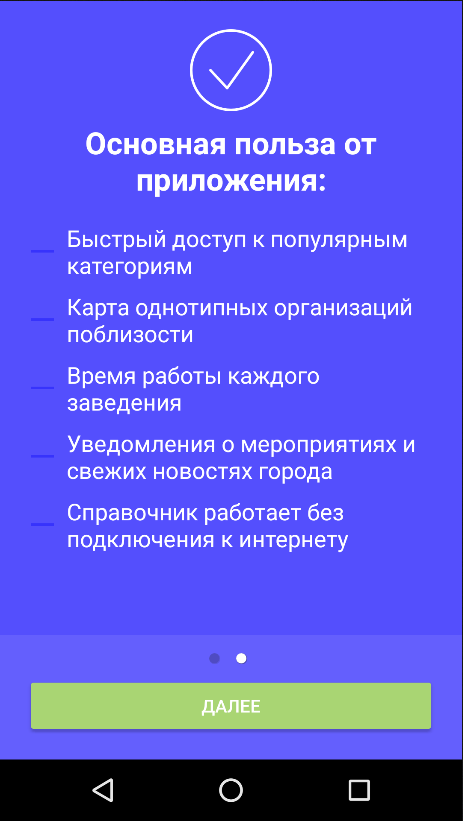 Основная польза от
приложения:
Быстрый доступ к популярным
категориям
Карта однотипных организаций
поблизости
Время работы каждого
заведения
Уведомления о мероприятиях и
свежих новостях города
Справочник работает без
подключения к интернету
ДАЛЕЕ